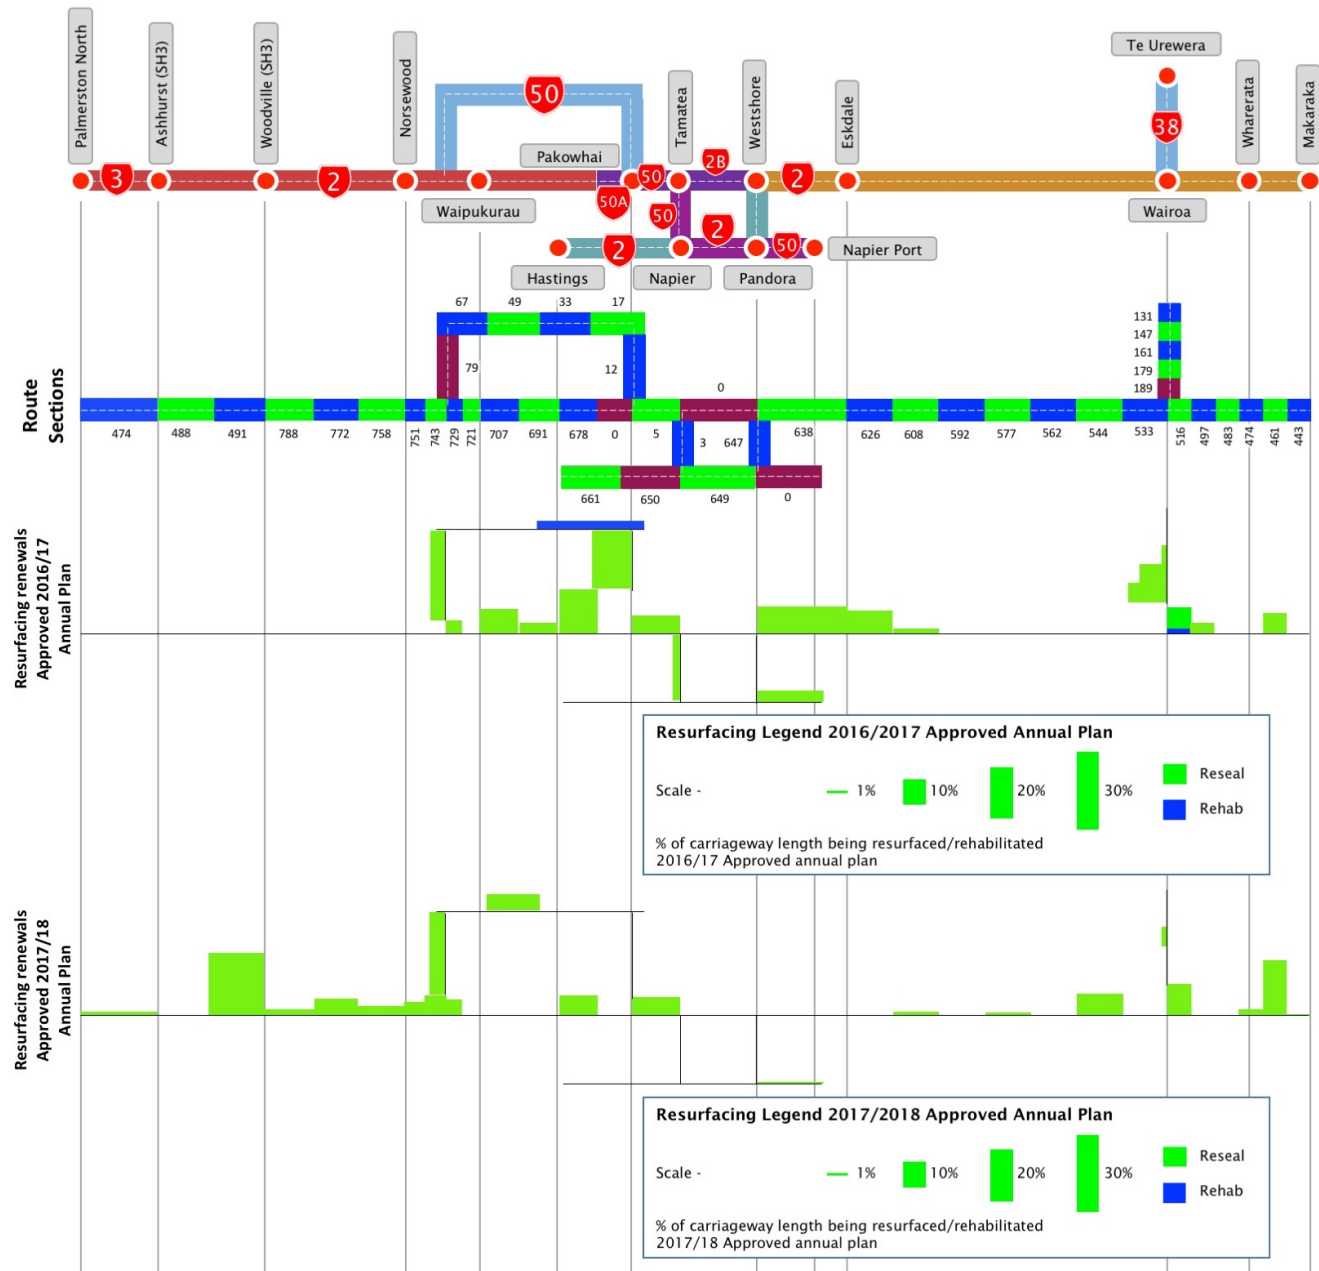 Palmerston North
Ashhurst (SH3)
Woodville (SH3)
Norsewood
Tamatea
Westshore
Eskdale
Te Urewera
Wharerata
Makaraka
50
38
Pakowhai
3
2
50A
50
2B
2
50
2
2
50
Waipukurau
Wairoa
Hastings
Napier
Pandora
Napier Port
67
49
33
17
79
12
0
131
147
161
179
189
Route
Sections
474
488
491
788
772
758
751
743
729
721
707
691
678
0
5
3
647
638
626
608
592
577
562
544
533
516
497
483
474
461
443
661
650
649
0
Resurfacing renewals
Approved 2016/17
Annual Plan
Resurfacing Legend 2016/2017 Approved Annual Plan
Scale -
1%
10%
20%
30%
Reseal
Rehab
% of carriageway length being resurfaced/rehabilitated
2016/17 Approved annual plan
Resurfacing renewals
Approved 2017/18
Annual Plan
Resurfacing Legend 2017/2018 Approved Annual Plan
Scale -
1%
10%
20%
30%
Reseal
Rehab
% of carriageway length being resurfaced/rehabilitated
2017/18 Approved annual plan